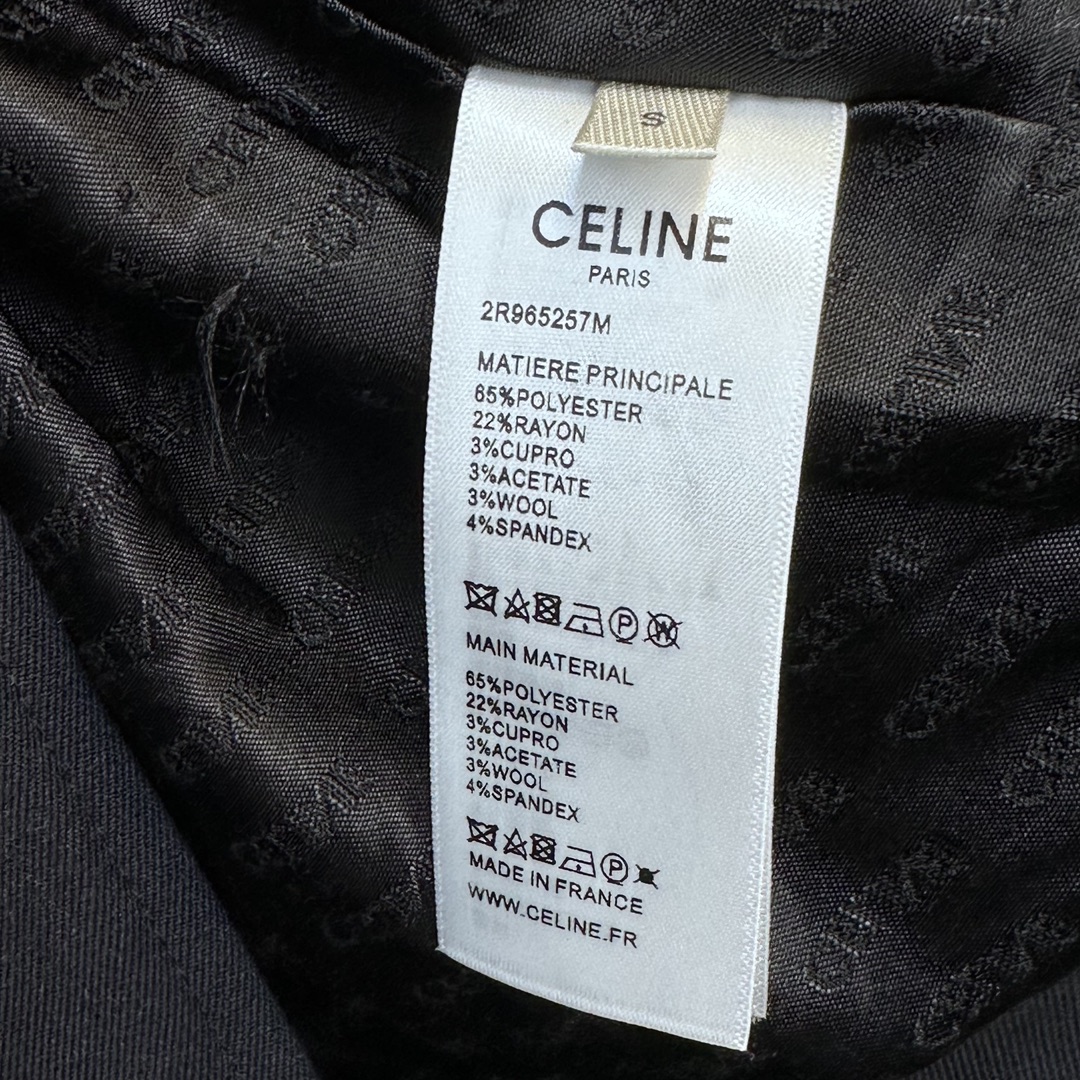 S
CELINE
PARIS
2R965257M
MATIERE PRINCIPALE
65%POLYESTER
22%RAYON
3%CUPRO
3%ACETATE
3%WOOL
4%SPANDEX
P W
MAIN MATERIAL
65%POLYESTER
22%RAYON
3%CUPRO
3%ACETATE
3%WOOL
4%SPANDEX
P
MADE IN FRANCE
WWW.CELINE.FR